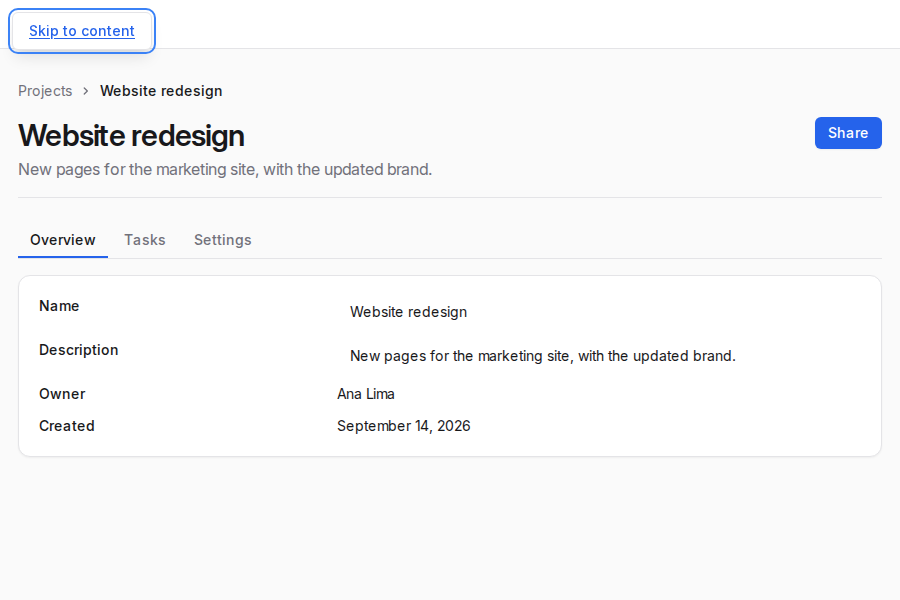 Skip to content
Projects > Website redesign
Website redesign
Share
New pages for the marketing site, with the updated brand.
Overview Tasks Settings
Name Website redesign
Description New pages for the marketing site, with the updated brand.
Owner Ana Lima
Created September 14, 2026